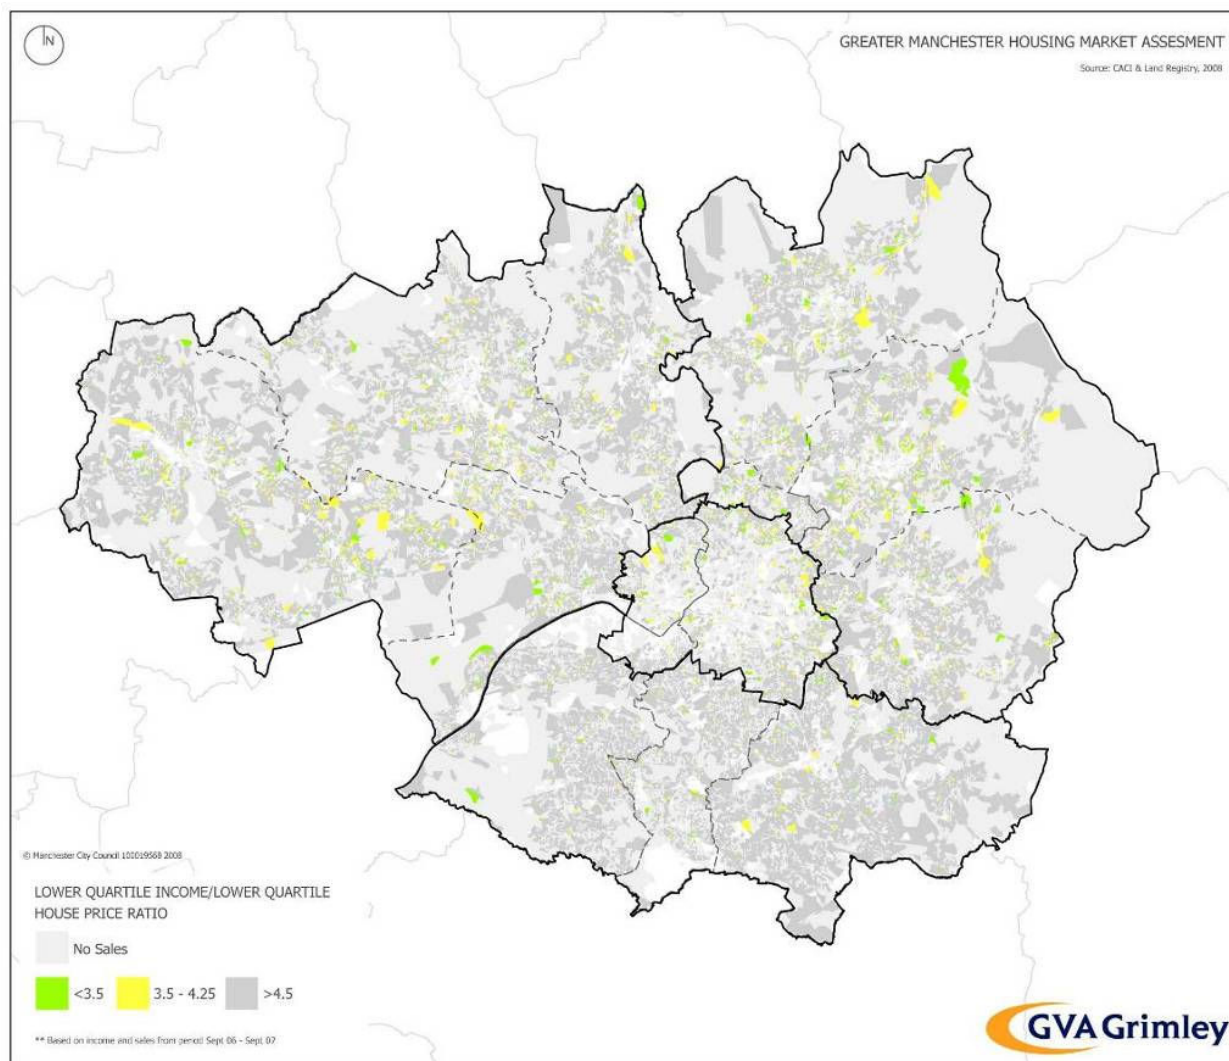 N
GREATER MANCHESTER HOUSING MARKET ASSESMENT
Source: CACI & Land Registry, 2008
© Manchester City Council 100019568 2008
LOWER QUARTILE INCOME/LOWER QUARTILE
HOUSE PRICE RATIO
No Sales
<3.5
3.5 - 4.25
>4.5
** Based on income and sales from period Sept 06 - Sept 07
GVA Grimley